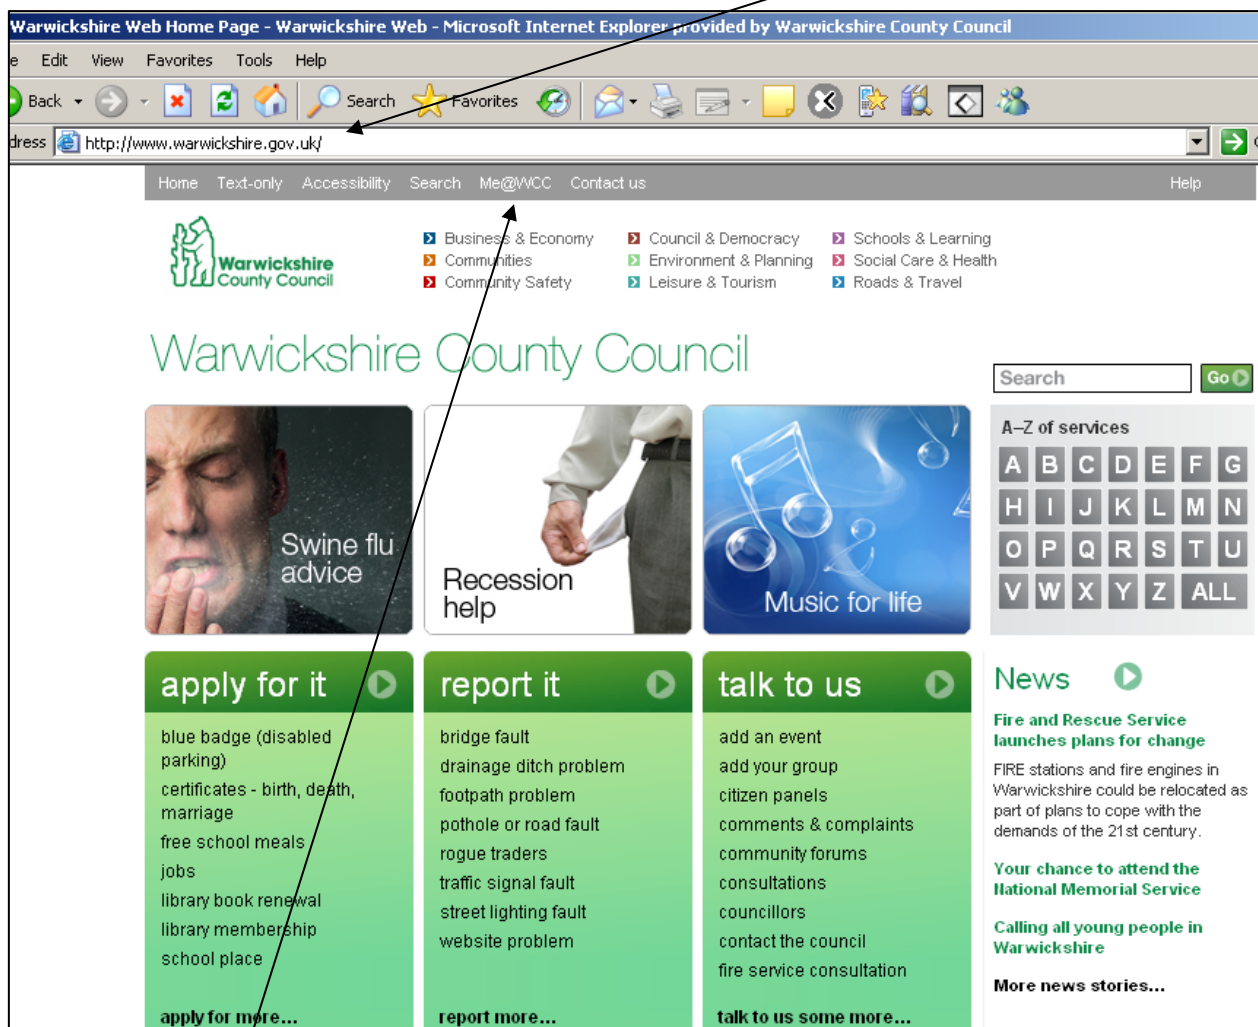 Warwickshire Web Home Page - Warwickshire Web - Microsoft Internet Explorer provided by Warwickshire County Council
e Edit View Favorites Tools Help
Back Search Favorites
dress http://www.warwickshire.gov.uk/
Home Text-only Accessibility Search Me@WCC Contact us Help
Warwickshire
County Council
Business & Economy Council & Democracy Schools & Learning
Communities Environment & Planning Social Care & Health
Community Safety Leisure & Tourism Roads & Travel
Warwickshire County Council
Search Go
Swine flu
advice
Recession
help
Music for life
A–Z of services
A B C D E F G
H I J K L M N
O P Q R S T U
V W X Y Z ALL
apply for it
blue badge (disabled
parking)
certificates - birth, death,
marriage
free school meals
jobs
library book renewal
library membership
school place
apply for more...
report it
bridge fault
drainage ditch problem
footpath problem
pothole or road fault
rogue traders
traffic signal fault
street lighting fault
website problem
report more...
talk to us
add an event
add your group
citizen panels
comments & complaints
community forums
consultations
councillors
contact the council
fire service consultation
talk to us some more...
News
Fire and Rescue Service
launches plans for change
FIRE stations and fire engines in
Warwickshire could be relocated as
part of plans to cope with the
demands of the 21st century.
Your chance to attend the
National Memorial Service
Calling all young people in
Warwickshire
More news stories...